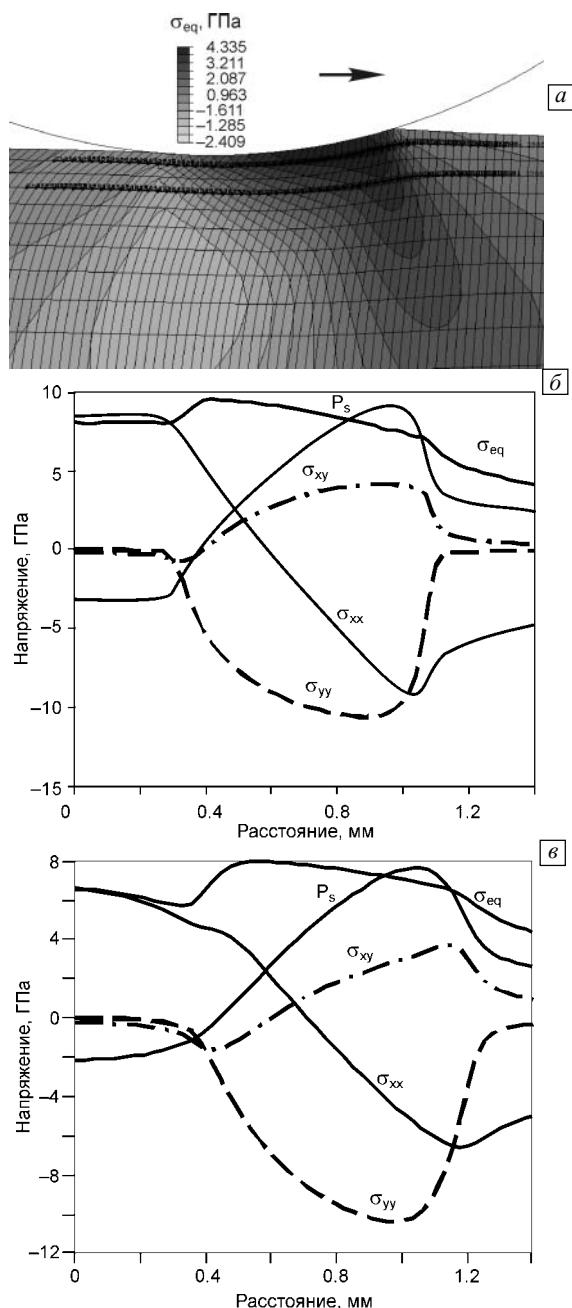 σeq, ГПа
4.335
3.211
2.087
0.963
−1.611
−1.285
−2.409
а
б
10
5
0
−5
−10
−15
Напряжение, ГПа
Ps
σeq
σxy
σxx
σyy
0 0.4 0.8 1.2
Расстояние, мм
в
8
4
0
−4
−8
−12
Напряжение, ГПа
Ps
σeq
σxy
σxx
σyy
0 0.4 0.8 1.2
Расстояние, мм